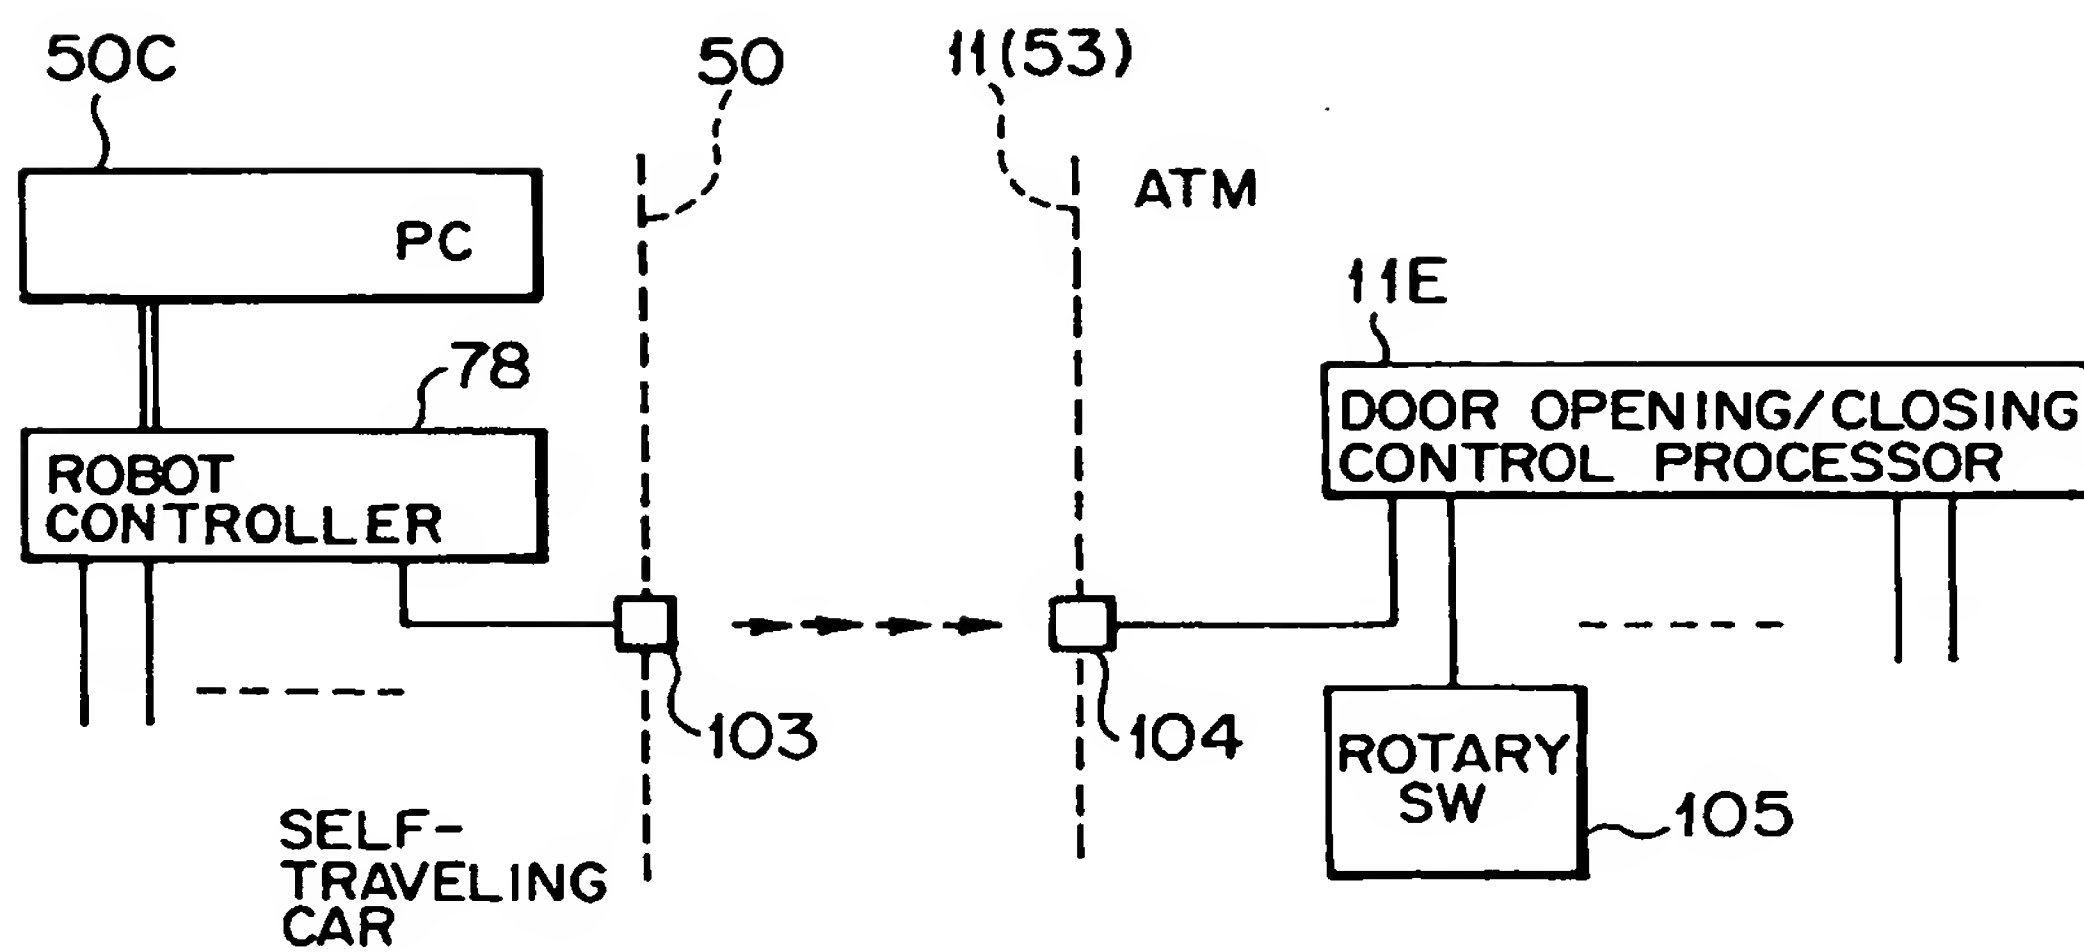 50C
50
11(53)
ATM
PC
11E
78
DOOR OPENING/CLOSING
CONTROL PROCESSOR
ROBOT
CONTROLLER
103
104
ROTARY
SW
105
SELF-
TRAVELING
CAR